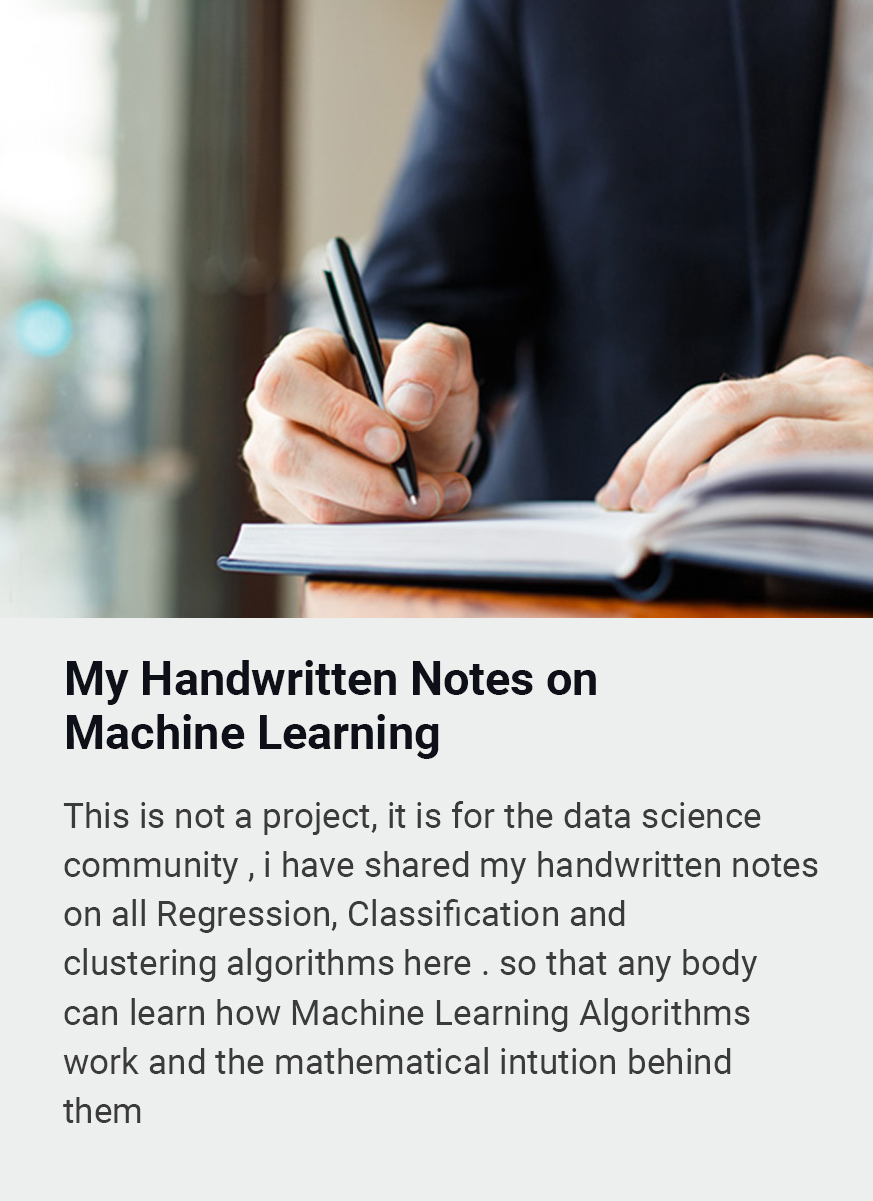 My Handwritten Notes on
Machine Learning
This is not a project, it is for the data science
community , i have shared my handwritten notes
on all Regression, Classification and
clustering algorithms here . so that any body
can learn how Machine Learning Algorithms
work and the mathematical intution behind
them